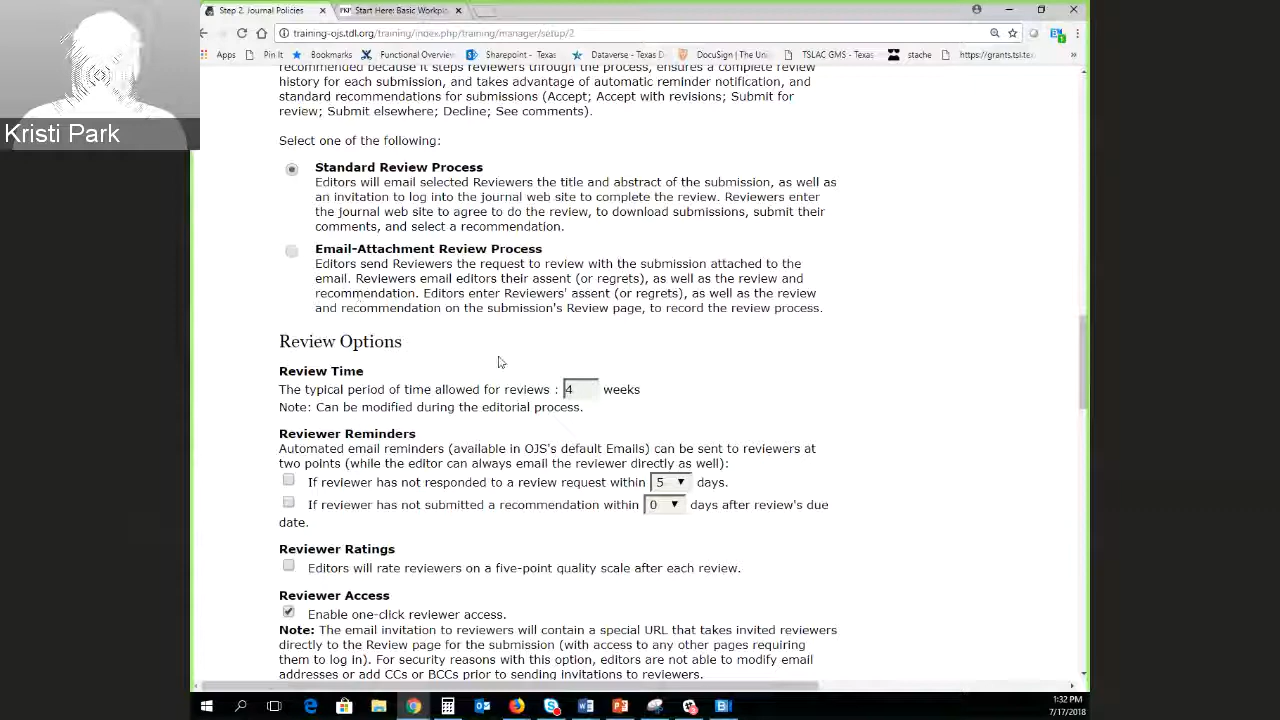 Step 2. Journal Policies
Start Here: Basic Workpl
training-ojs.tdl.org/training/index.php/training/manager/setup/2
Apps Pin It Bookmarks Functional Overview Sharepoint - Texas Dataverse - Texas D DocuSign | Texas Di TSLAC GMS - Texas stache https://grants.tsl.tex
Kristi Park
recommended because it steps reviewers through the process, ensures a complete review
history for each submission, and takes advantage of automatic reminder notification, and
standard recommendations for submissions (Accept; Accept with revisions; Submit for
review; Submit elsewhere; Decline; See comments).
Select one of the following:
Standard Review Process
Editors will email selected Reviewers the title and abstract of the submission, as well as
an invitation to log into the journal web site to complete the review. Reviewers enter
the journal web site to agree to do the review, to download submissions, submit their
comments, and select a recommendation.
Email-Attachment Review Process
Editors send Reviewers the request to review with the submission attached to the
email. Reviewers email editors their assent (or regrets), as well as the review and
recommendation. Editors enter Reviewers' assent (or regrets), as well as the review
and recommendation on the submission's Review page, to record the review process.
Review Options
Review Time
The typical period of time allowed for reviews : 4 weeks
Note: Can be modified during the editorial process.
Reviewer Reminders
Automated email reminders (available in OJS's default Emails) can be sent to reviewers at
two points (while the editor can always email the reviewer directly as well):
If reviewer has not responded to a review request within 5 days.
If reviewer has not submitted a recommendation within 0 days after review's due
date.
Reviewer Ratings
Editors will rate reviewers on a five-point quality scale after each review.
Reviewer Access
Enable one-click reviewer access.
Note: The email invitation to reviewers will contain a special URL that takes invited reviewers
directly to the Review page for the submission (with access to any other pages requiring
them to log in). For security reasons with this option, editors are not able to modify email
addresses or add CCs or BCCs prior to sending invitations to reviewers.
1:32 PM
7/17/2018